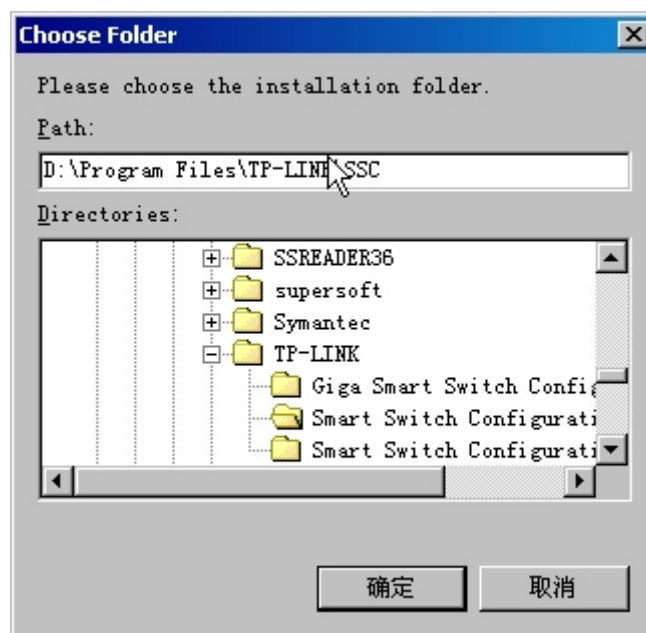 Choose Folder
Please choose the installation folder.
Path:
D:\Program Files\TP-LINK\SSC
Directories:
SSREADER36
supersoft
Symantec
TP-LINK
Giga Smart Switch Config
Smart Switch Configurati
Smart Switch Configurati
确定
取消